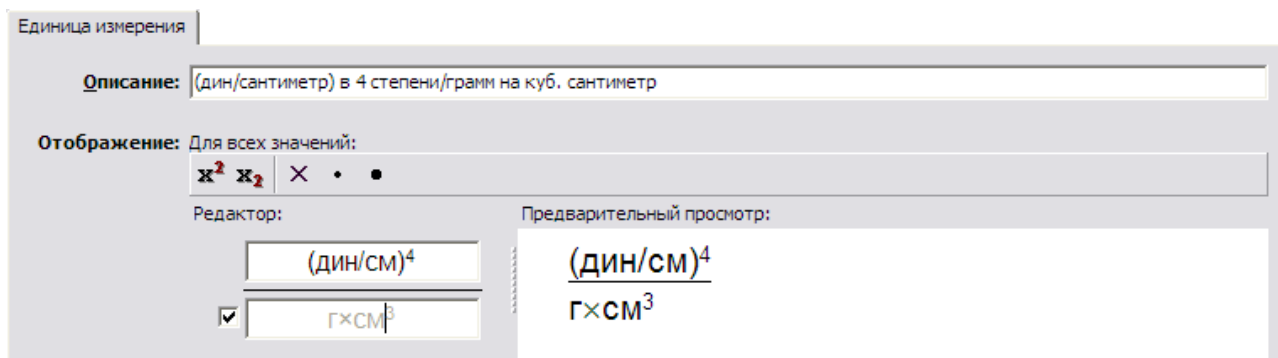 Единица измерения
Описание: (дин/сантиметр) в 4 степени/грамм на куб. сантиметр
Отображение: Для всех значений:
x² x₂ × · •
Редактор: Предварительный просмотр:
(дин/см)⁴ (дин/см)⁴
г×см³ г×см³